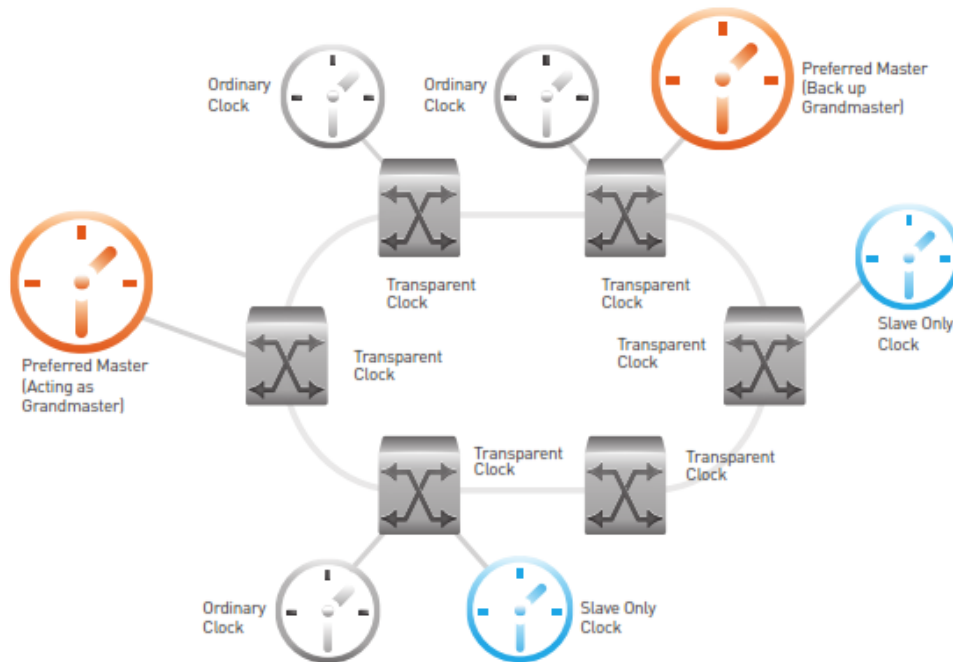 Ordinary
Clock
Ordinary
Clock
Preferred Master
(Back up
Grandmaster)
Transparent
Clock
Transparent
Clock
Slave Only
Clock
Preferred Master
(Acting as
Grandmaster)
Transparent
Clock
Transparent
Clock
Transparent
Clock
Transparent
Clock
Ordinary
Clock
Slave Only
Clock